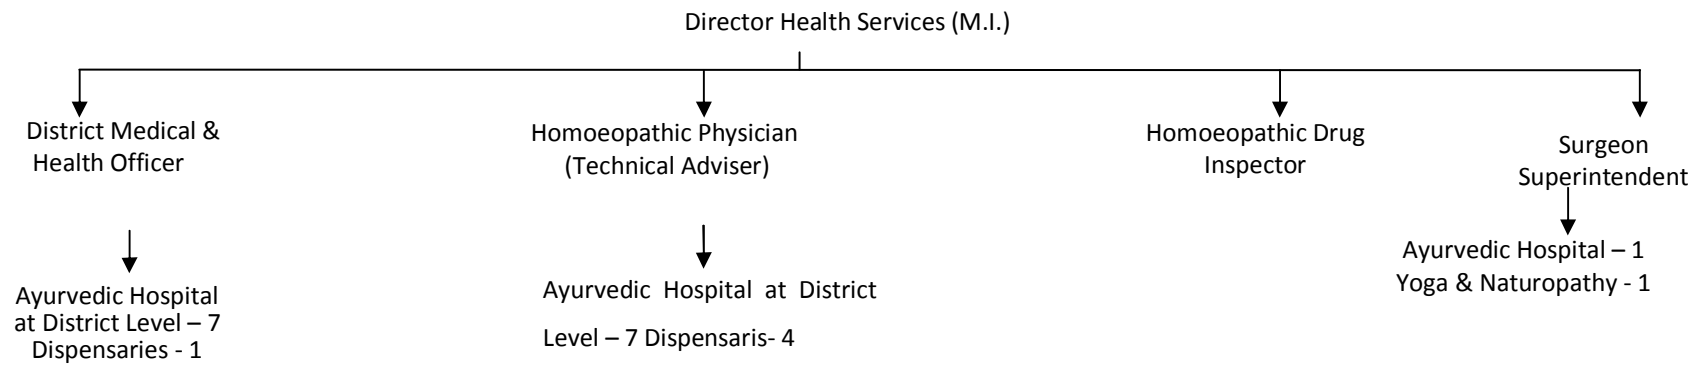 Director Health Services (M.I.)
District Medical &
Health Officer
Homoeopathic Physician
(Technical Adviser)
Homoeopathic Drug
Inspector
Surgeon
Superintendent
Ayurvedic Hospital
at District Level – 7
Dispensaries - 1
Ayurvedic Hospital at District
Level – 7 Dispensaris- 4
Ayurvedic Hospital – 1
Yoga & Naturopathy - 1